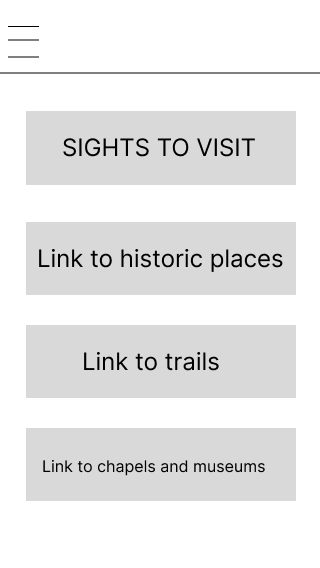 SIGHTS TO VISIT
Link to historic places
Link to trails
Link to chapels and museums